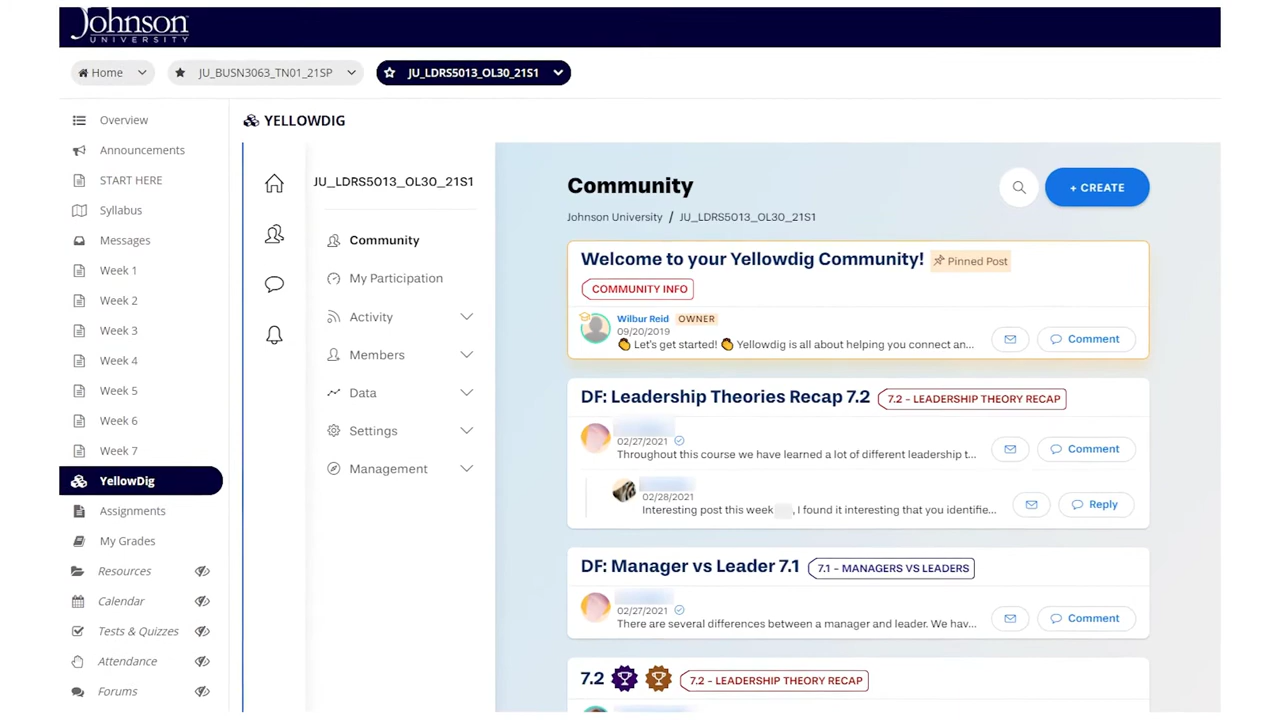 Johnson
UNIVERSITY
Home
JU_BUSN3063_TN01_21SP
JU_LDRS5013_OL30_21S1
Overview
Announcements
START HERE
Syllabus
Messages
Week 1
Week 2
Week 3
Week 4
Week 5
Week 6
Week 7
YellowDig
Assignments
My Grades
Resources
Calendar
Tests & Quizzes
Attendance
Forums
YELLOWDIG
JU_LDRS5013_OL30_21S1
Community
My Participation
Activity
Members
Data
Settings
Management
Community
+ CREATE
Johnson University / JU_LDRS5013_OL30_21S1
Welcome to your Yellowdig Community! Pinned Post
COMMUNITY INFO
Wilbur Reid OWNER
09/20/2019
👏 Let's get started! 👏 Yellowdig is all about helping you connect an...
Comment
DF: Leadership Theories Recap 7.2 7.2 - LEADERSHIP THEORY RECAP
02/27/2021
Throughout this course we have learned a lot of different leadership t...
Comment
02/28/2021
Interesting post this week , I found it interesting that you identifie...
Reply
DF: Manager vs Leader 7.1 7.1 - MANAGERS VS LEADERS
02/27/2021
There are several differences between a manager and leader. We hav...
Comment
7.2 7.2 - LEADERSHIP THEORY RECAP